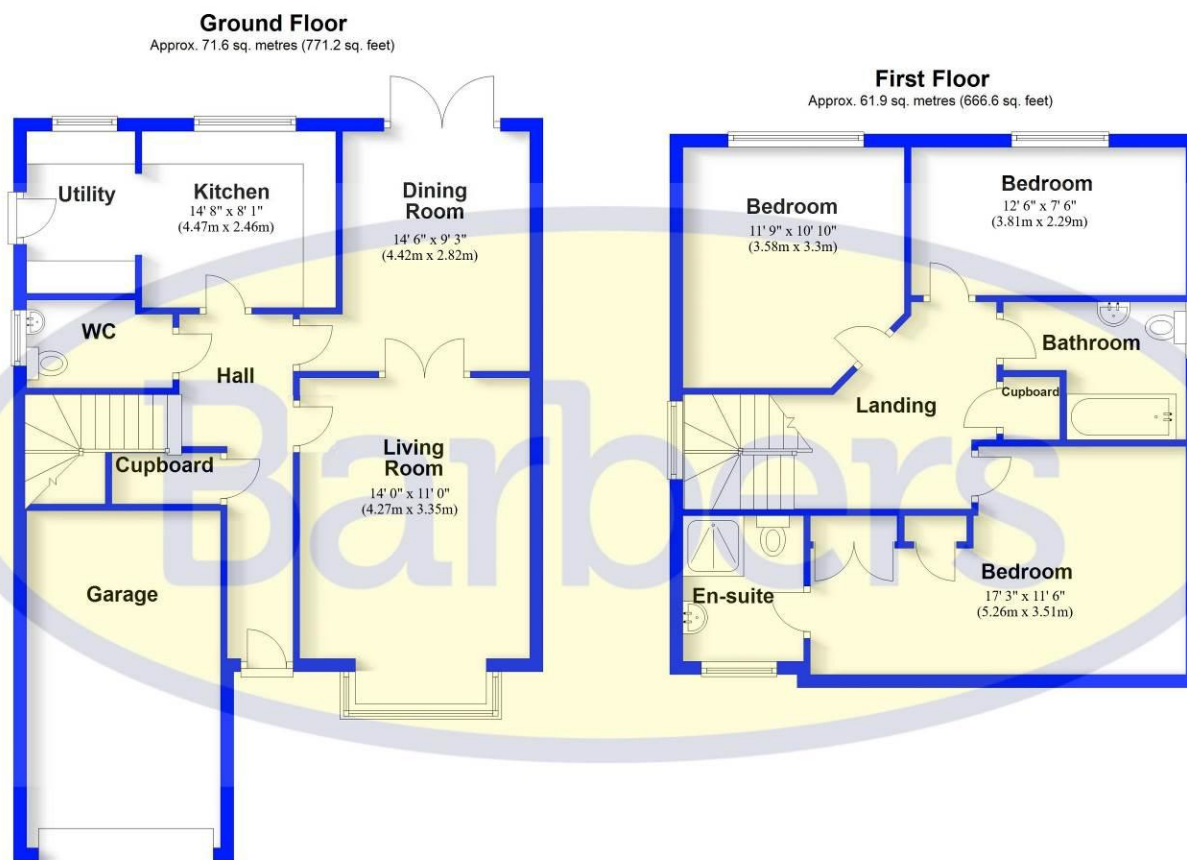 Ground Floor
Approx. 71.6 sq. metres (771.2 sq. feet)
Utility
Kitchen
14' 8" x 8' 1"
(4.47m x 2.46m)
Dining
Room
14' 6" x 9' 3"
(4.42m x 2.82m)
WC
Hall
Cupboard
Living
Room
14' 0" x 11' 0"
(4.27m x 3.35m)
Garage
First Floor
Approx. 61.9 sq. metres (666.6 sq. feet)
Bedroom
11' 9" x 10' 10"
(3.58m x 3.3m)
Bedroom
12' 6" x 7' 6"
(3.81m x 2.29m)
Bathroom
Cupboard
Landing
En-suite
Bedroom
17' 3" x 11' 6"
(5.26m x 3.51m)
Barbers